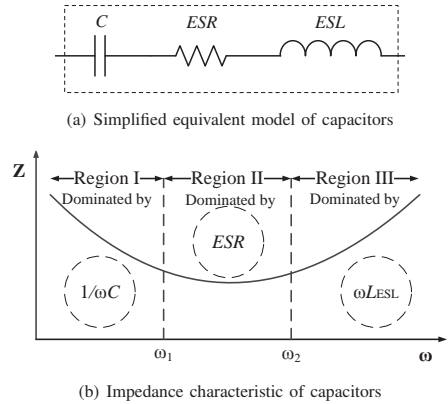 C ESR ESL
(a) Simplified equivalent model of capacitors
Z
Region I Region II Region III
Dominated by Dominated by Dominated by
ESR
1/ωC ωLESL
ω1 ω2 ω
(b) Impedance characteristic of capacitors